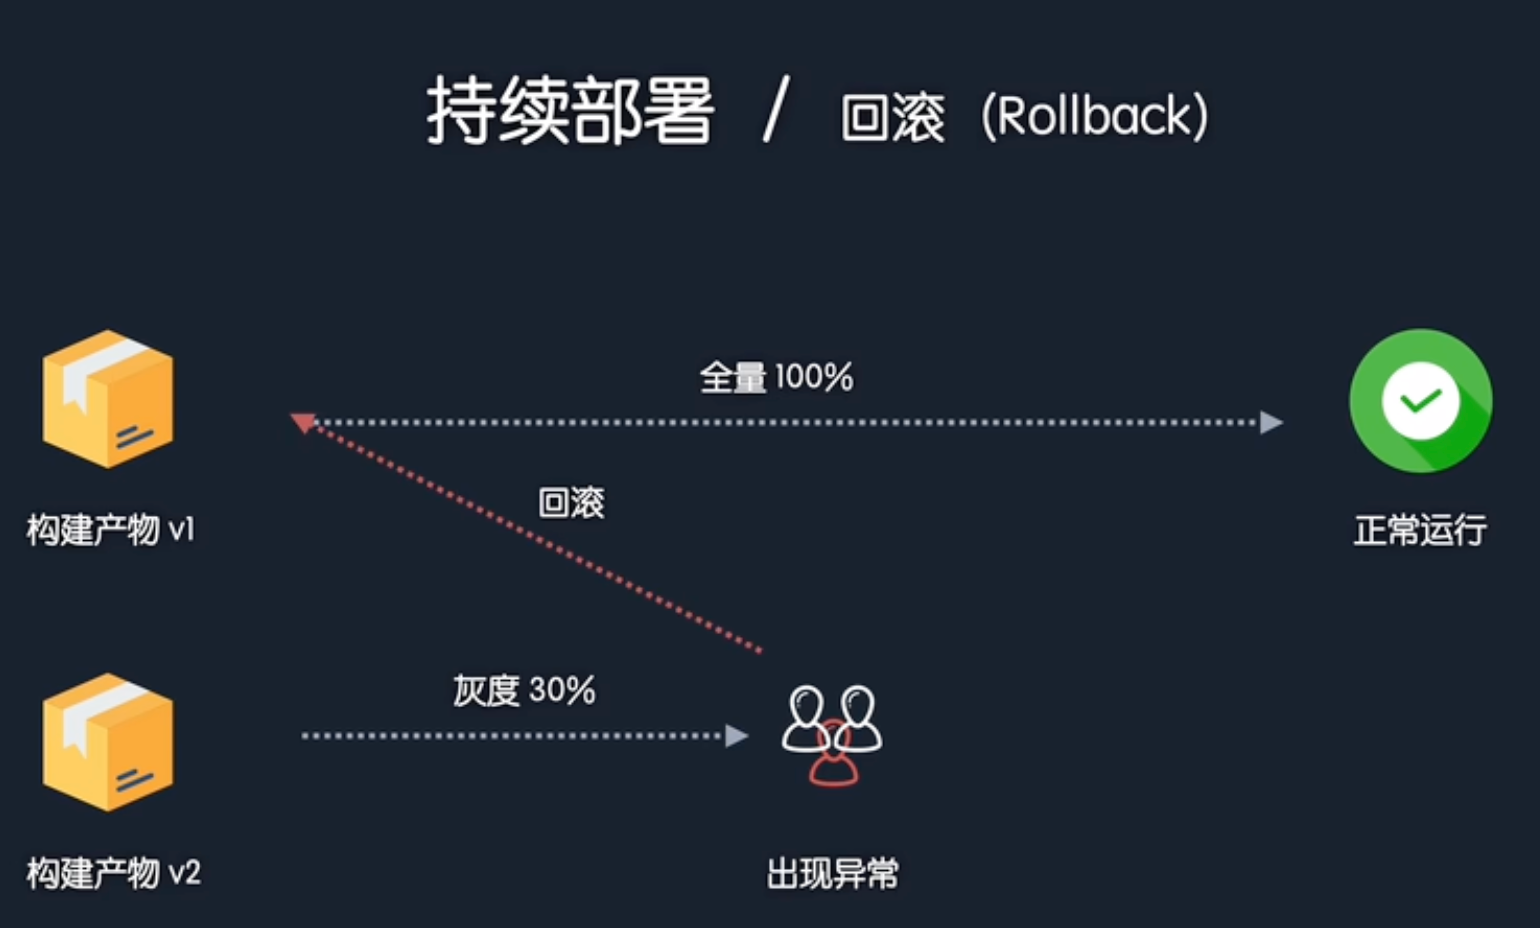 持续部署 / 回滚 (Rollback)
全量 100%
回滚
构建产物 v1
正常运行
灰度 30%
构建产物 v2
出现异常